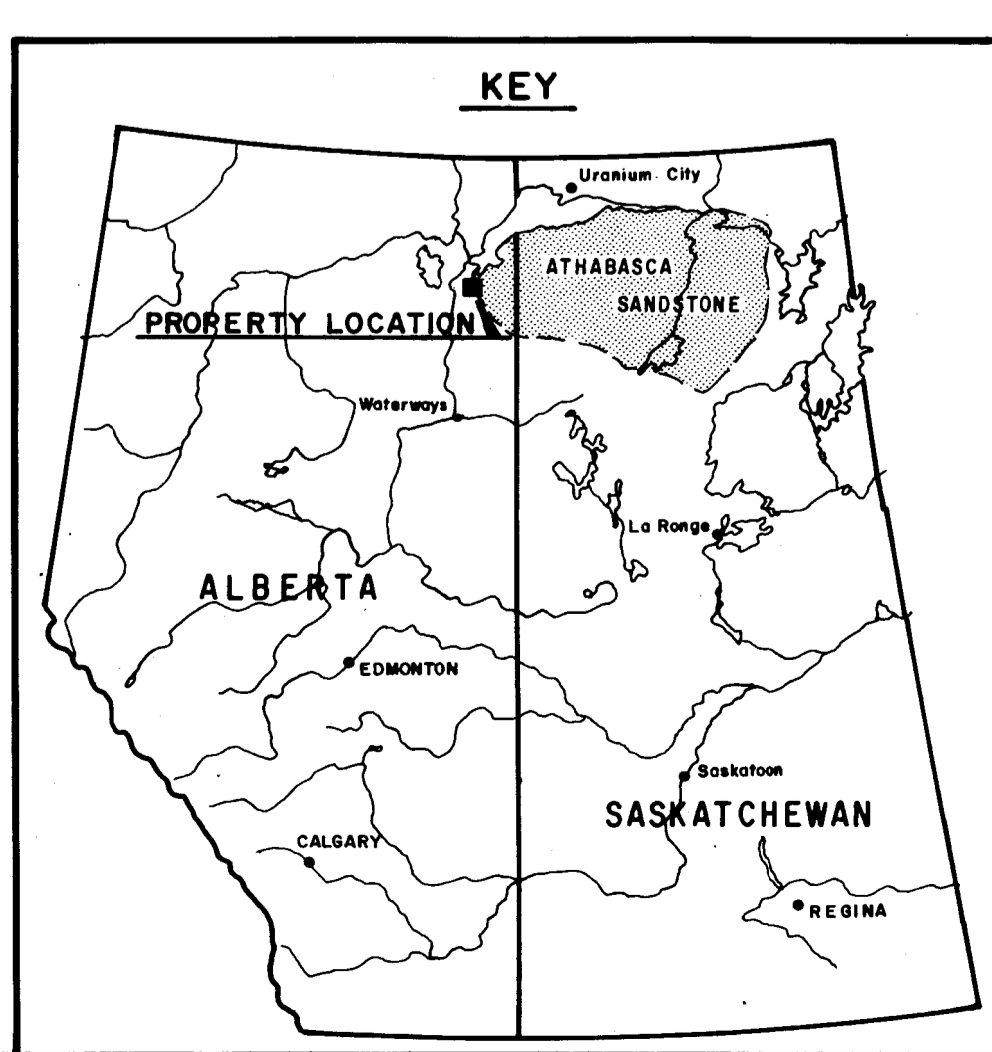 KEY
Uranium City
ATHABASCA
SANDSTONE
PROPERTY LOCATION
Waterways
La Ronge
ALBERTA
EDMONTON
Saskatoon
SASKATCHEWAN
CALGARY
REGINA